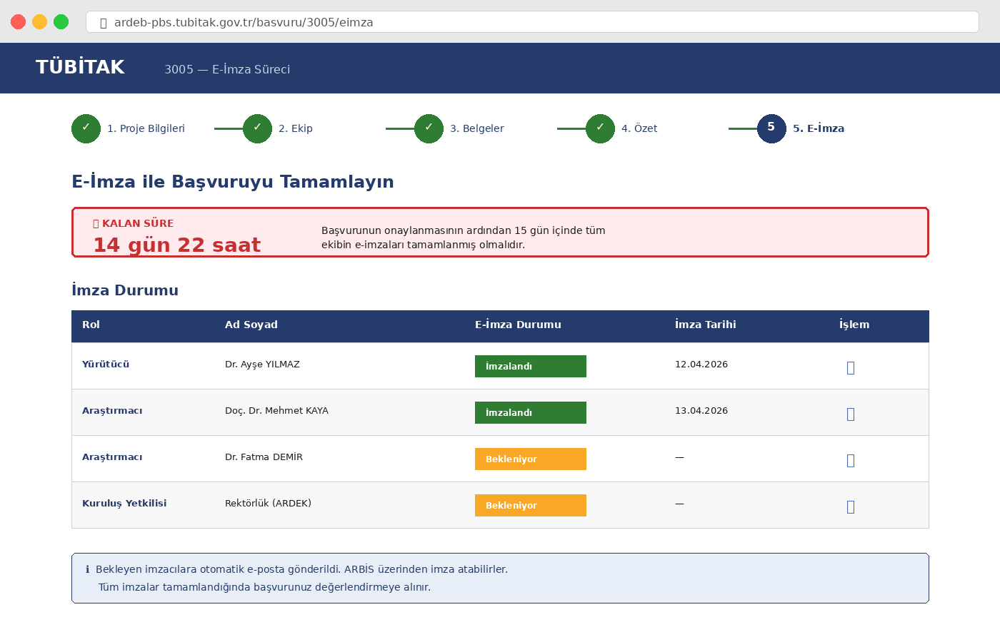 ardeb-pbs.tubitak.gov.tr/basvuru/3005/eimza
TÜBİTAK 3005 — E-İmza Süreci
✓ 1. Proje Bilgileri ✓ 2. Ekip ✓ 3. Belgeler ✓ 4. Özet 5 5. E-İmza
E-İmza ile Başvuruyu Tamamlayın
KALAN SÜRE
14 gün 22 saat
Başvurunun onaylanmasının ardından 15 gün içinde tüm
ekibin e-imzaları tamamlanmış olmalıdır.
İmza Durumu
Rol Ad Soyad E-İmza Durumu İmza Tarihi İşlem
Yürütücü Dr. Ayşe YILMAZ İmzalandı 12.04.2026
Araştırmacı Doç. Dr. Mehmet KAYA İmzalandı 13.04.2026
Araştırmacı Dr. Fatma DEMİR Bekleniyor —
Kuruluş Yetkilisi Rektörlük (ARDEK) Bekleniyor —
ℹ Bekleyen imzacılara otomatik e-posta gönderildi. ARBİS üzerinden imza atabilirler.
Tüm imzalar tamamlandığında başvurunuz değerlendirmeye alınır.